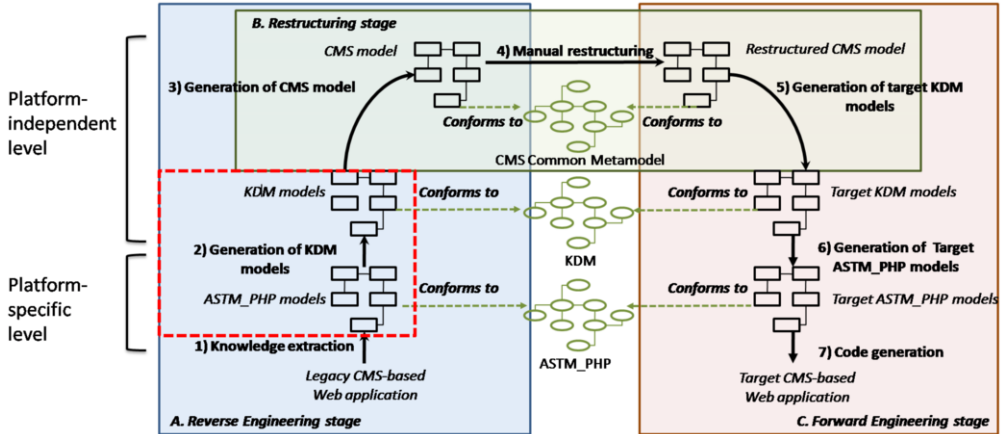 B. Restructuring stage
CMS model
4) Manual restructuring
Restructured CMS model
3) Generation of CMS model
5) Generation of target KDM
models
Platform-
independent
level
Conforms to
Conforms to
CMS Common Metamodel
KDM models
Conforms to
Conforms to
Target KDM models
2) Generation of KDM
models
KDM
6) Generation of Target
ASTM_PHP models
Platform-
specific
level
ASTM_PHP models
Conforms to
Conforms to
Target ASTM_PHP models
1) Knowledge extraction
ASTM_PHP
7) Code generation
Legacy CMS-based
Web application
Target CMS-based
Web application
A. Reverse Engineering stage
C. Forward Engineering stage